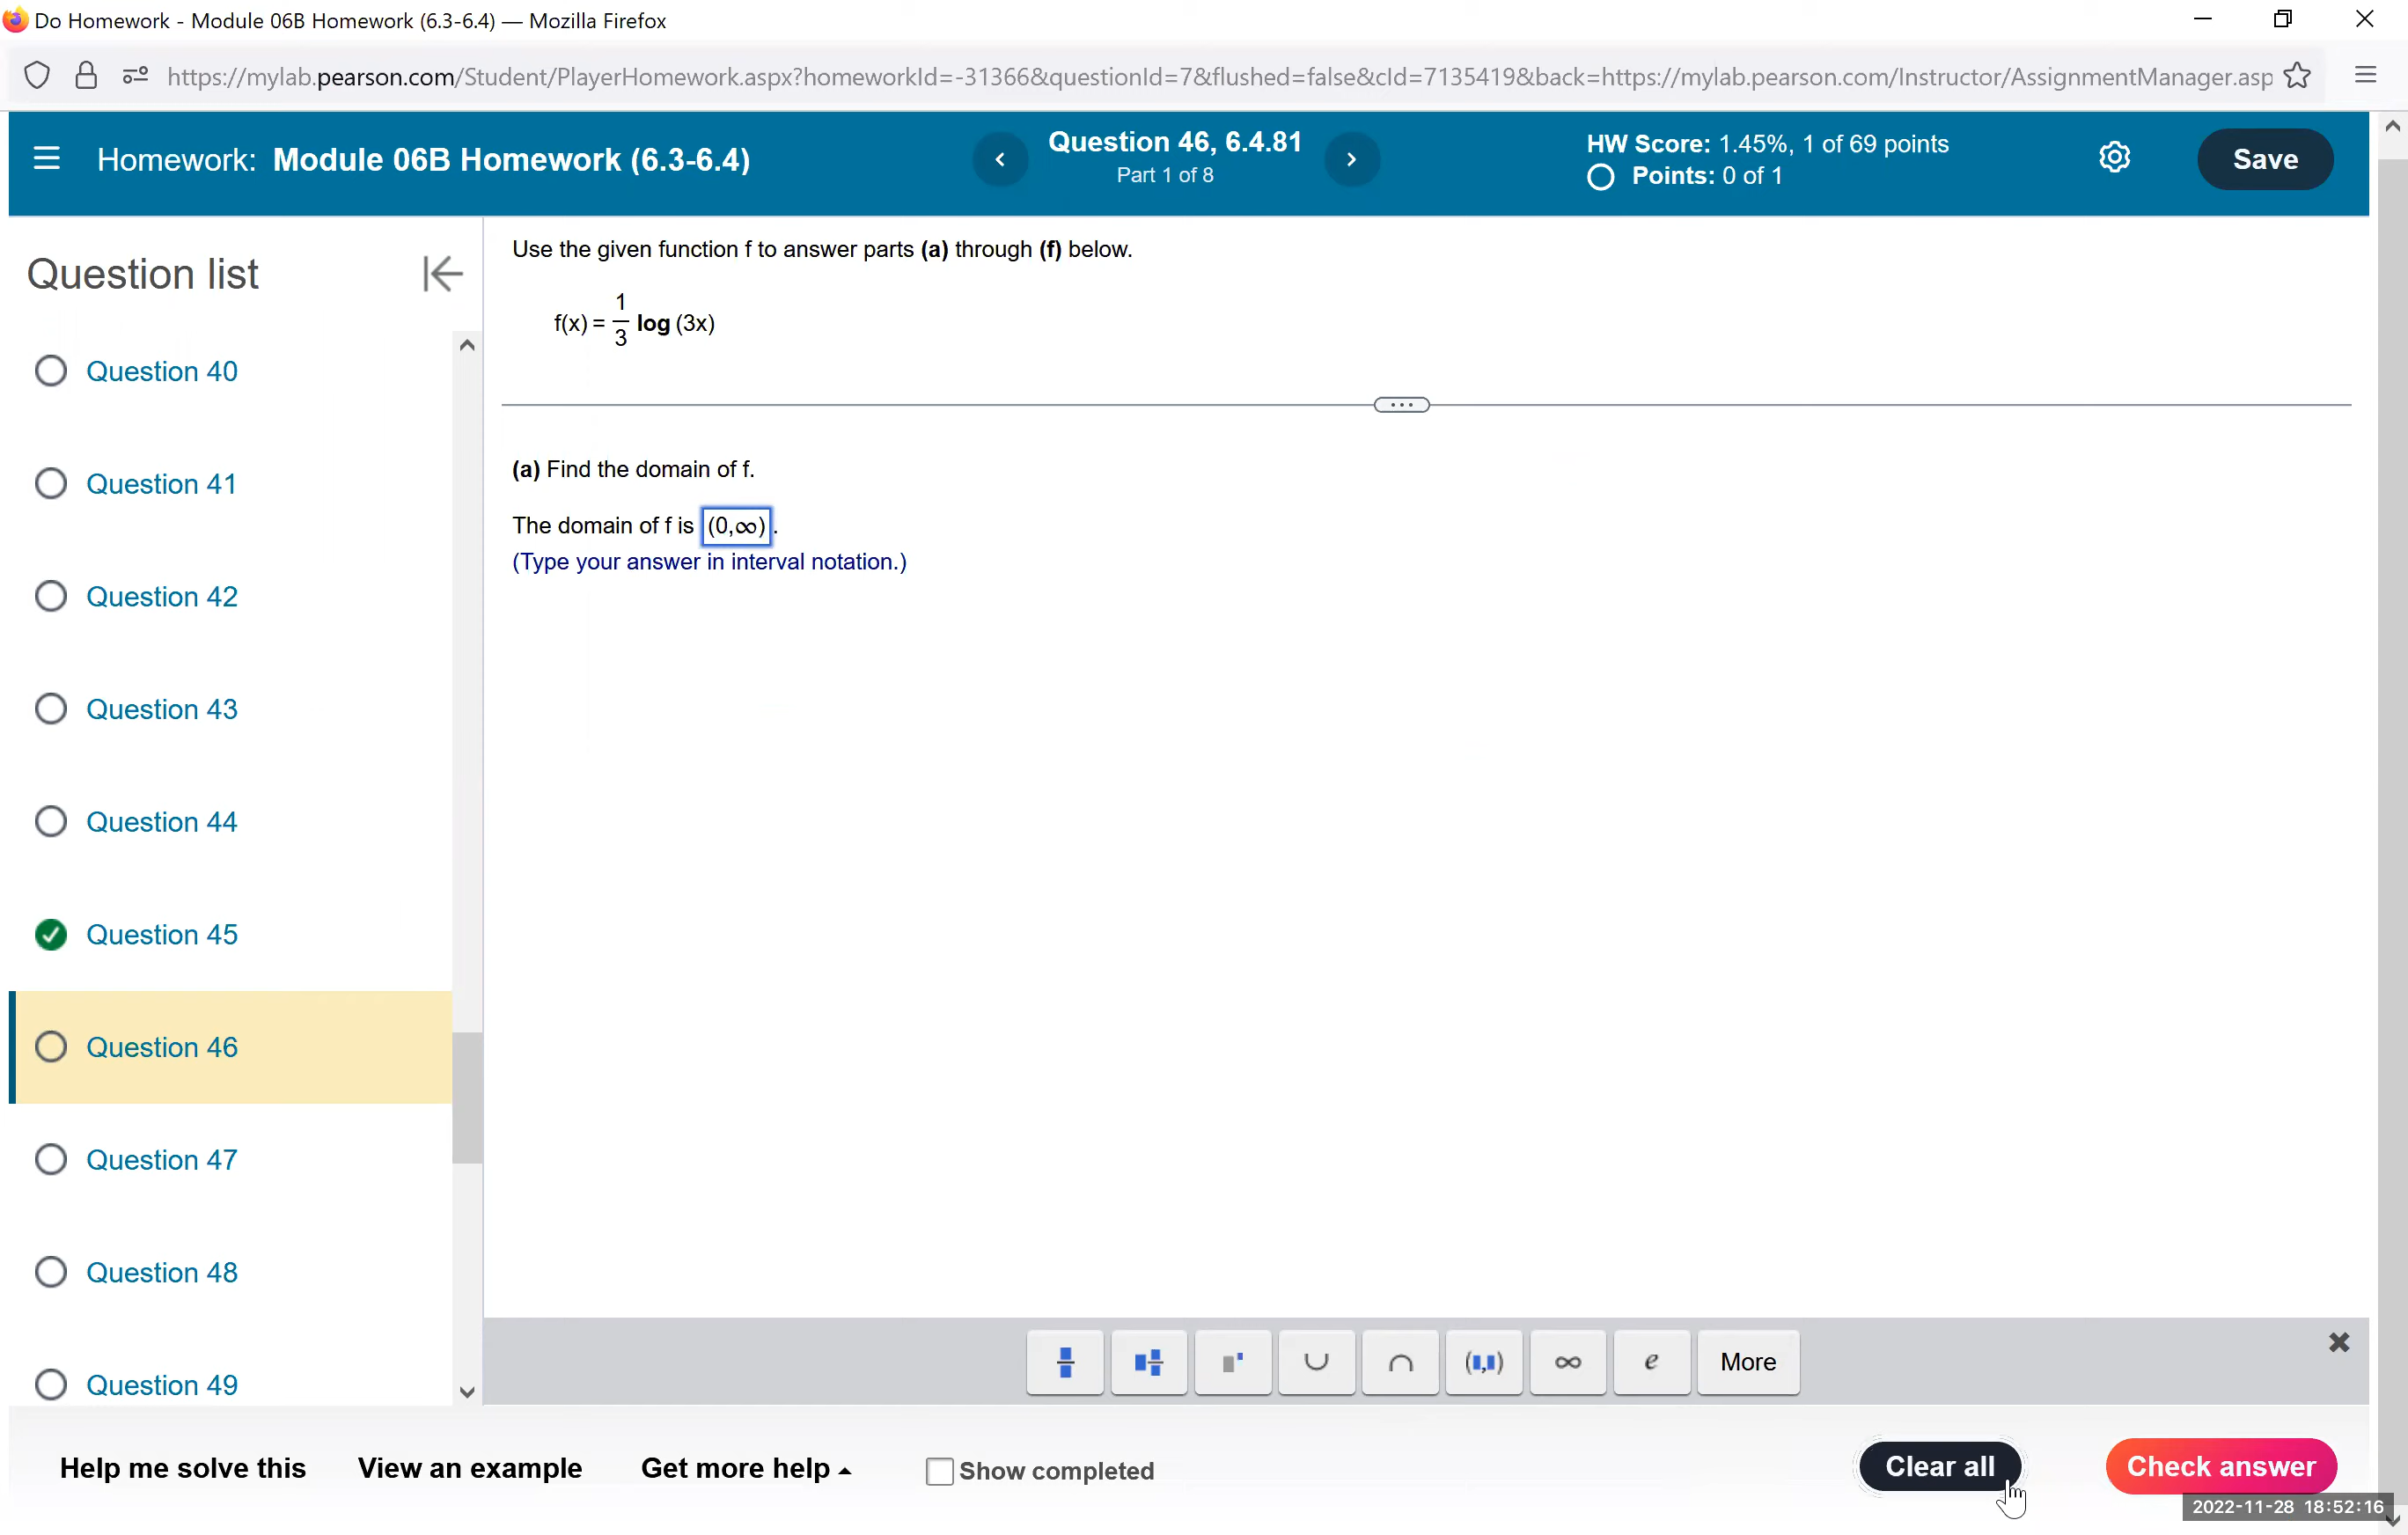 Do Homework - Module 06B Homework (6.3-6.4) — Mozilla Firefox
https://mylab.pearson.com/Student/PlayerHomework.aspx?homeworkId=-31366&questionId=7&flushed=false&cId=7135419&back=https://mylab.pearson.com/Instructor/AssignmentManager.asp
Homework: Module 06B Homework (6.3-6.4)
Question 46, 6.4.81
Part 1 of 8
HW Score: 1.45%, 1 of 69 points
Points: 0 of 1
Save
Question list
Question 40
Question 41
Question 42
Question 43
Question 44
Question 45
Question 46
Question 47
Question 48
Question 49
Use the given function f to answer parts (a) through (f) below.
f(x) = 1/3 log (3x)
(a) Find the domain of f.
The domain of f is (0,∞).
(Type your answer in interval notation.)
∪ ∩ (,) ∞ e More
Help me solve this
View an example
Get more help
Show completed
Clear all
Check answer
2022-11-28 18:52:16